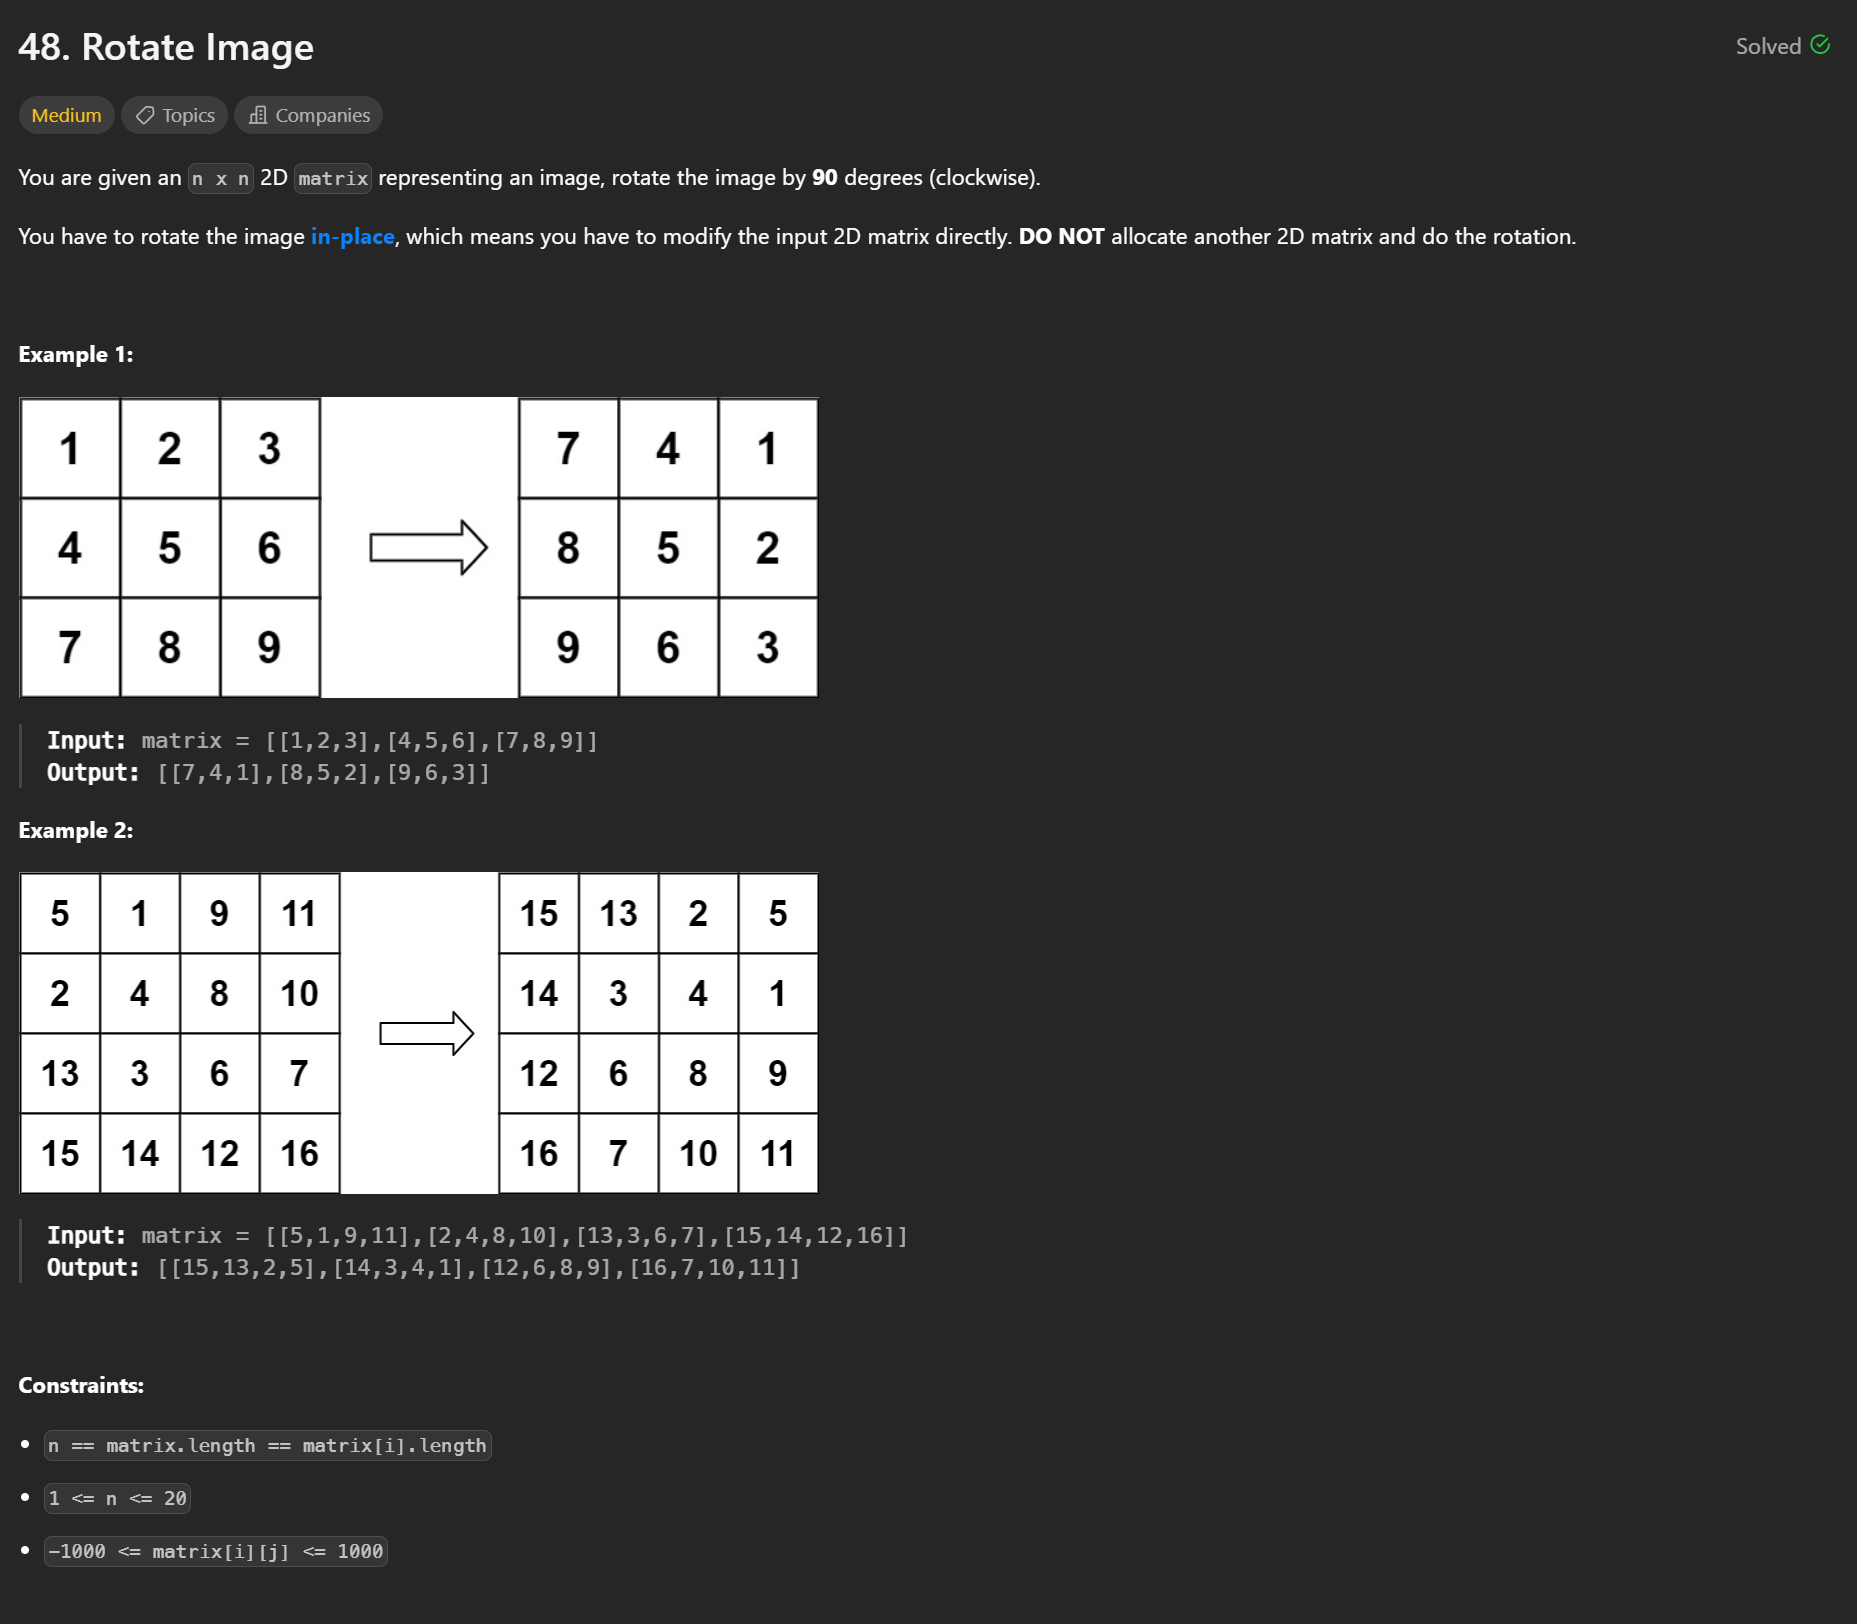 48. Rotate Image
Solved
Medium Topics Companies
You are given an n x n 2D matrix representing an image, rotate the image by 90 degrees (clockwise).
You have to rotate the image in-place, which means you have to modify the input 2D matrix directly. DO NOT allocate another 2D matrix and do the rotation.
Example 1:
1 2 3 7 4 1
4 5 6 8 5 2
7 8 9 9 6 3
Input: matrix = [[1,2,3],[4,5,6],[7,8,9]]
Output: [[7,4,1],[8,5,2],[9,6,3]]
Example 2:
5 1 9 11 15 13 2 5
2 4 8 10 14 3 4 1
13 3 6 7 12 6 8 9
15 14 12 16 16 7 10 11
Input: matrix = [[5,1,9,11],[2,4,8,10],[13,3,6,7],[15,14,12,16]]
Output: [[15,13,2,5],[14,3,4,1],[12,6,8,9],[16,7,10,11]]
Constraints:
• n == matrix.length == matrix[i].length
• 1 <= n <= 20
• -1000 <= matrix[i][j] <= 1000